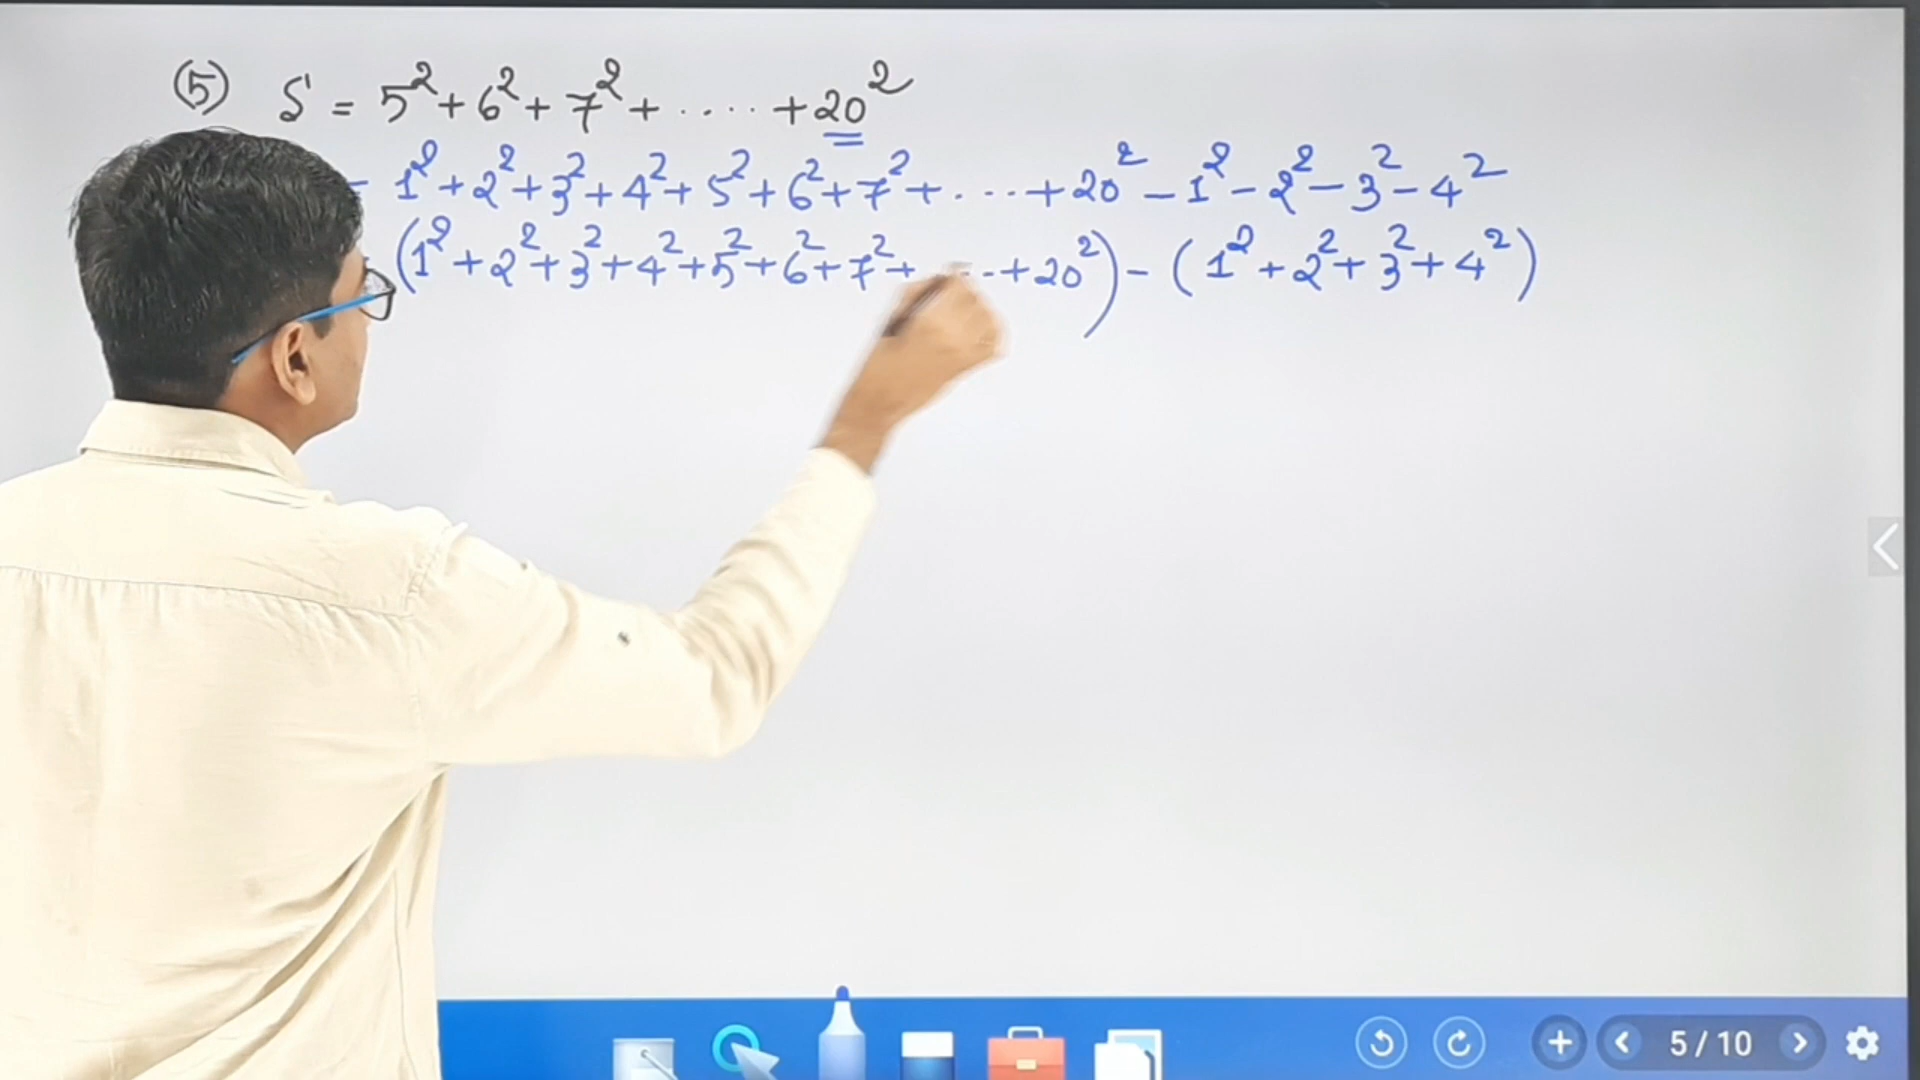 (5) S = 5² + 6² + 7² + ..... + 20²
= 1² + 2² + 3² + 4² + 5² + 6² + 7² + .... + 20² - 1² - 2² - 3² - 4²
(1² + 2² + 3² + 4² + 5² + 6² + 7² + ... + 20²) - (1² + 2² + 3² + 4²)
5 / 10